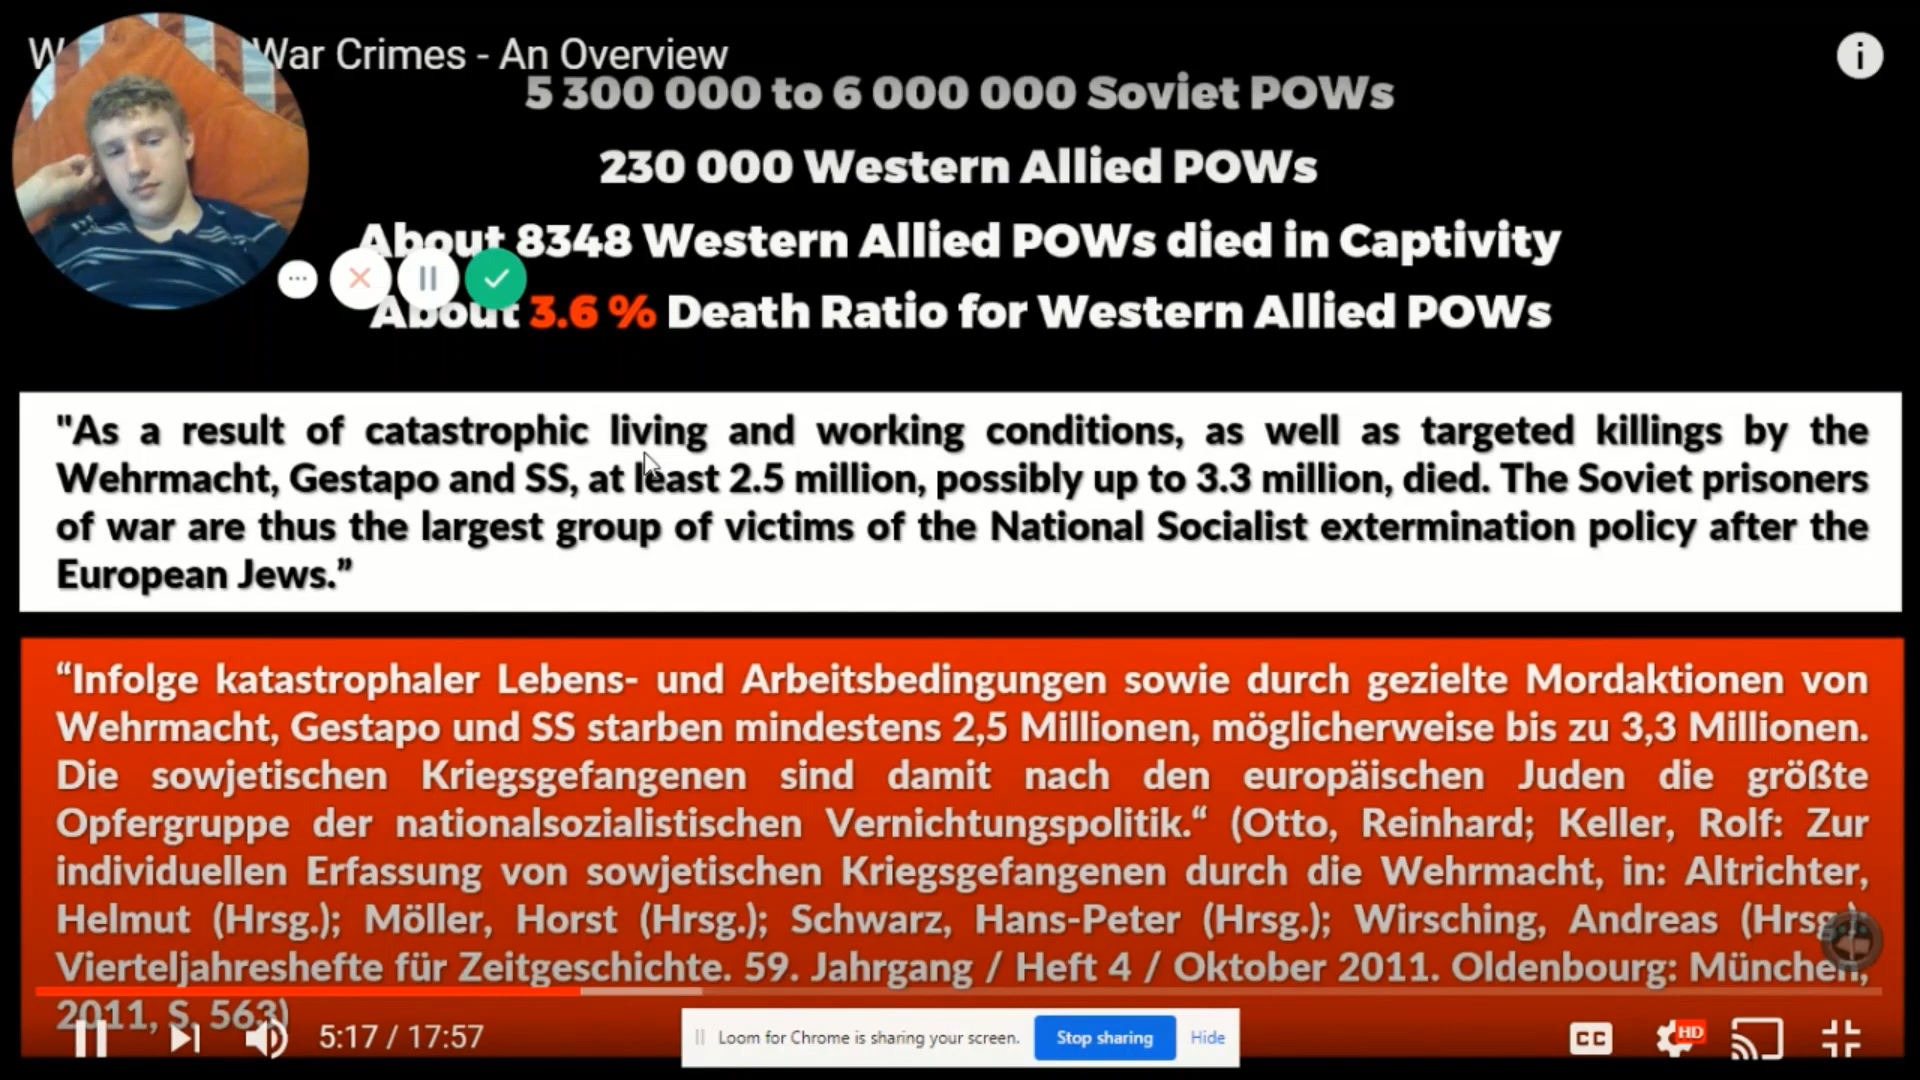 W War Crimes - An Overview
5 300 000 to 6 000 000 Soviet POWs
230 000 Western Allied POWs
About 8348 Western Allied POWs died in Captivity
About 3.6 % Death Ratio for Western Allied POWs
"As a result of catastrophic living and working conditions, as well as targeted killings by the
Wehrmacht, Gestapo and SS, at least 2.5 million, possibly up to 3.3 million, died. The Soviet prisoners
of war are thus the largest group of victims of the National Socialist extermination policy after the
European Jews.”
“Infolge katastrophaler Lebens- und Arbeitsbedingungen sowie durch gezielte Mordaktionen von
Wehrmacht, Gestapo und SS starben mindestens 2,5 Millionen, möglicherweise bis zu 3,3 Millionen.
Die sowjetischen Kriegsgefangenen sind damit nach den europäischen Juden die größte
Opfergruppe der nationalsozialistischen Vernichtungspolitik.“ (Otto, Reinhard; Keller, Rolf: Zur
individuellen Erfassung von sowjetischen Kriegsgefangenen durch die Wehrmacht, in: Altrichter,
Helmut (Hrsg.); Möller, Horst (Hrsg.); Schwarz, Hans-Peter (Hrsg.); Wirsching, Andreas (Hrsg.)
Vierteljahreshefte für Zeitgeschichte. 59. Jahrgang / Heft 4 / Oktober 2011. Oldenbourg: München,
2011, S. 563)
5:17 / 17:57
Loom for Chrome is sharing your screen. Stop sharing Hide
CC HD